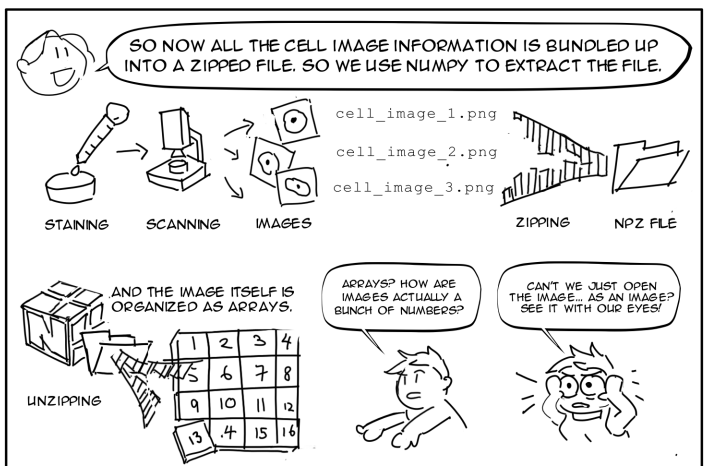 SO NOW ALL THE CELL IMAGE INFORMATION IS BUNDLED UP
INTO A ZIPPED FILE. SO WE USE NUMPY TO EXTRACT THE FILE.
cell_image_1.png
cell_image_2.png
cell_image_3.png
STAINING
SCANNING
IMAGES
ZIPPING
NPZ FILE
AND THE IMAGE ITSELF IS
ORGANIZED AS ARRAYS.
UNZIPPING
1 2 3 4
5 6 7 8
9 10 11 12
13 .4 15 16
ARRAYS? HOW ARE
IMAGES ACTUALLY A
BUNCH OF NUMBERS?
CAN'T WE JUST OPEN
THE IMAGE... AS AN IMAGE?
SEE IT WITH OUR EYES!